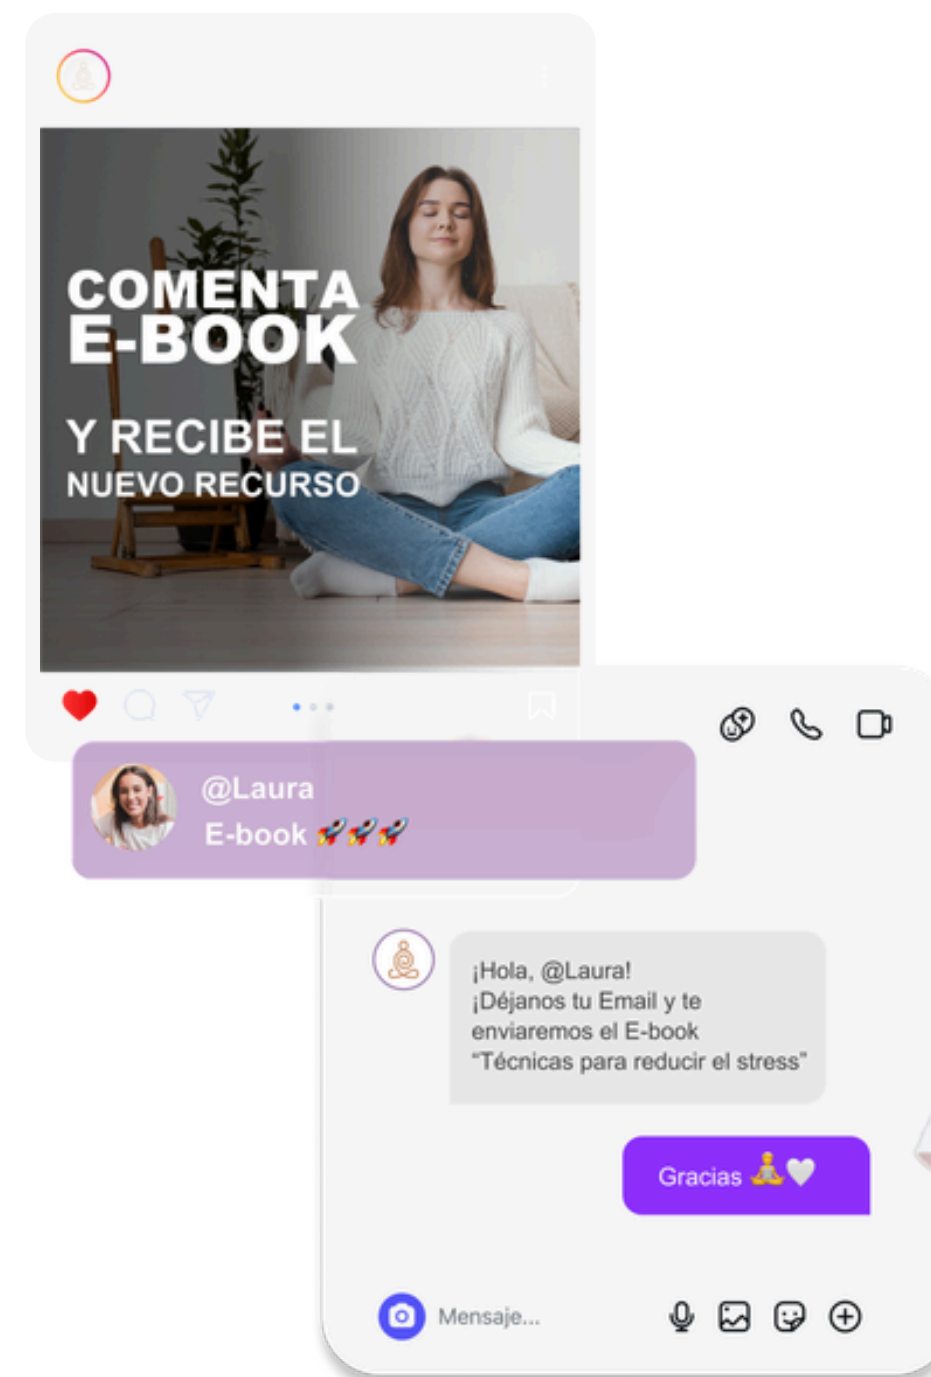 COMENTA
E-BOOK
Y RECIBE EL
NUEVO RECURSO
@Laura
E-book 🚀🚀🚀
¡Hola, @Laura!
¡Déjanos tu Email y te
enviaremos el E-book
“Técnicas para reducir el stress”
Gracias 🧘🤍
Mensaje...